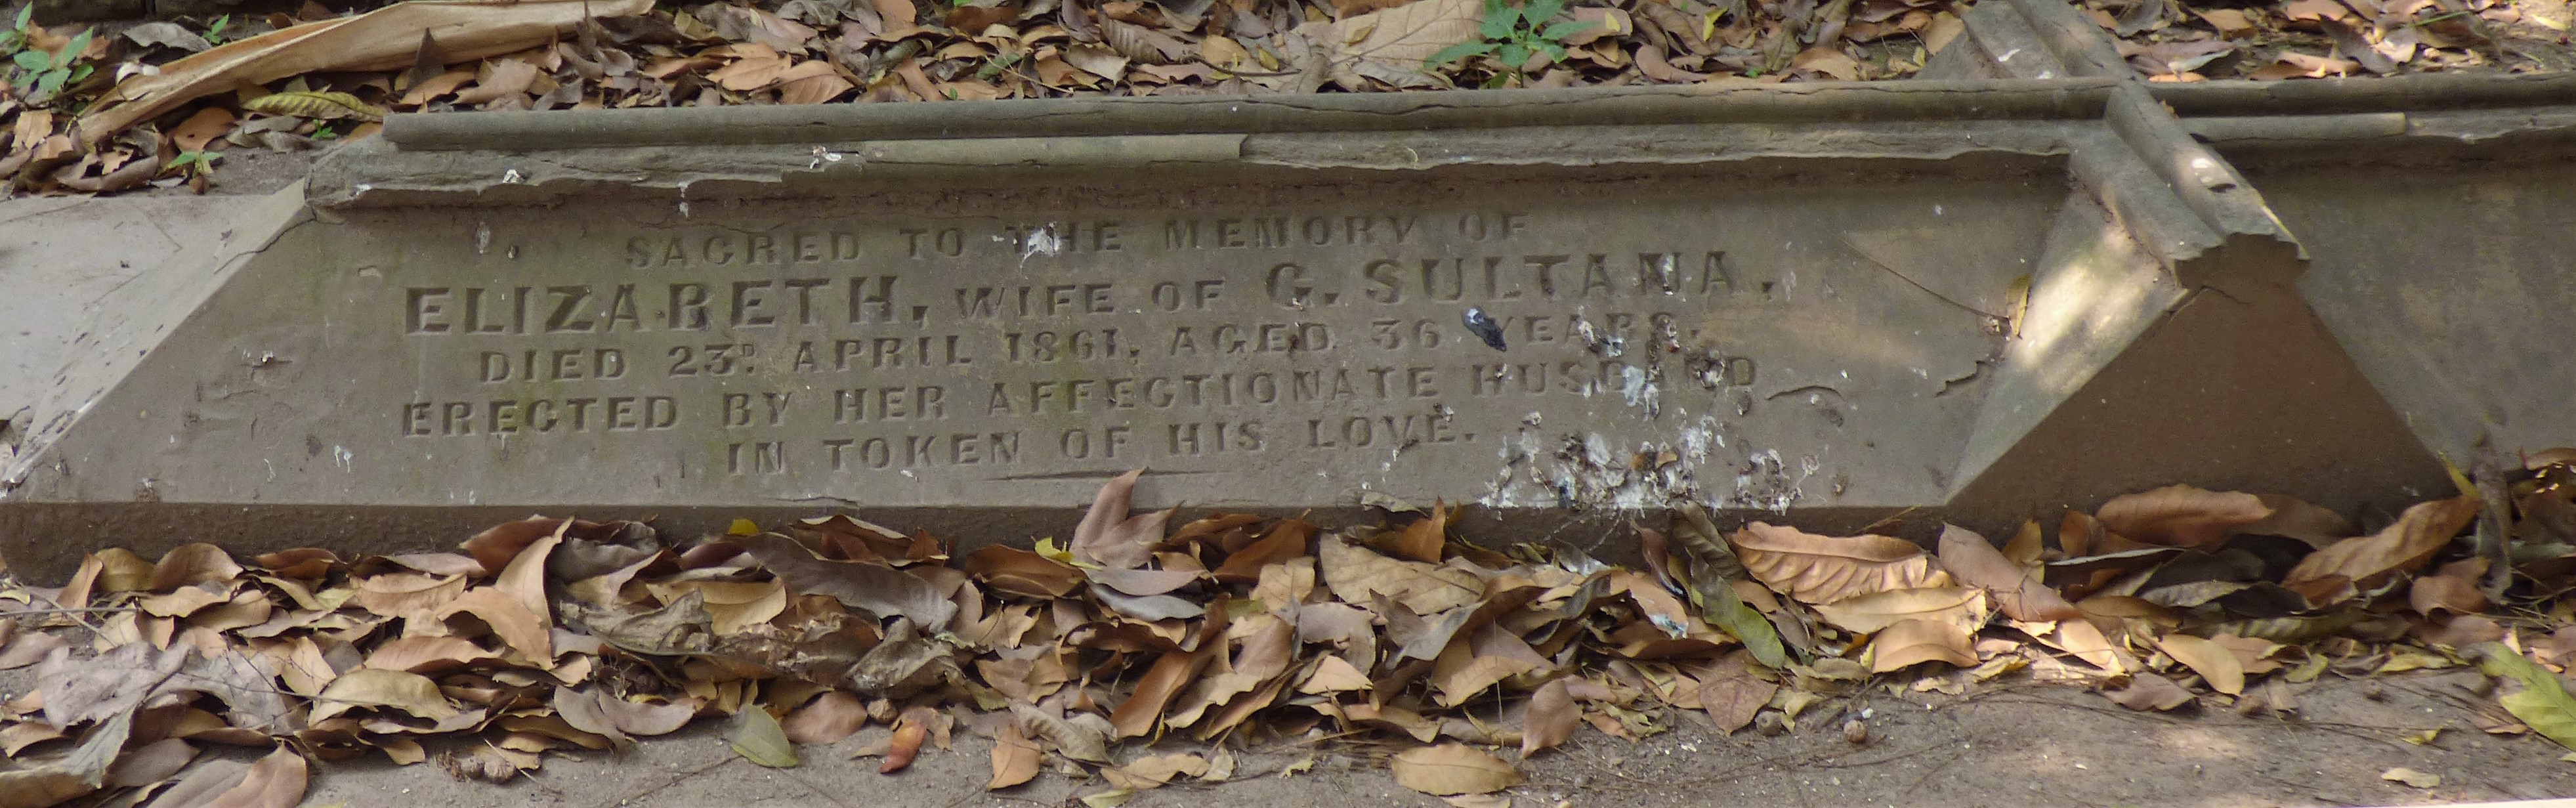 SACRED TO THE MEMORY OF
ELIZABETH, WIFE OF G. SULTANA,
DIED 23D. APRIL 1861, AGED 36 YEARS.
ERECTED BY HER AFFECTIONATE HUSBAND
IN TOKEN OF HIS LOVE.